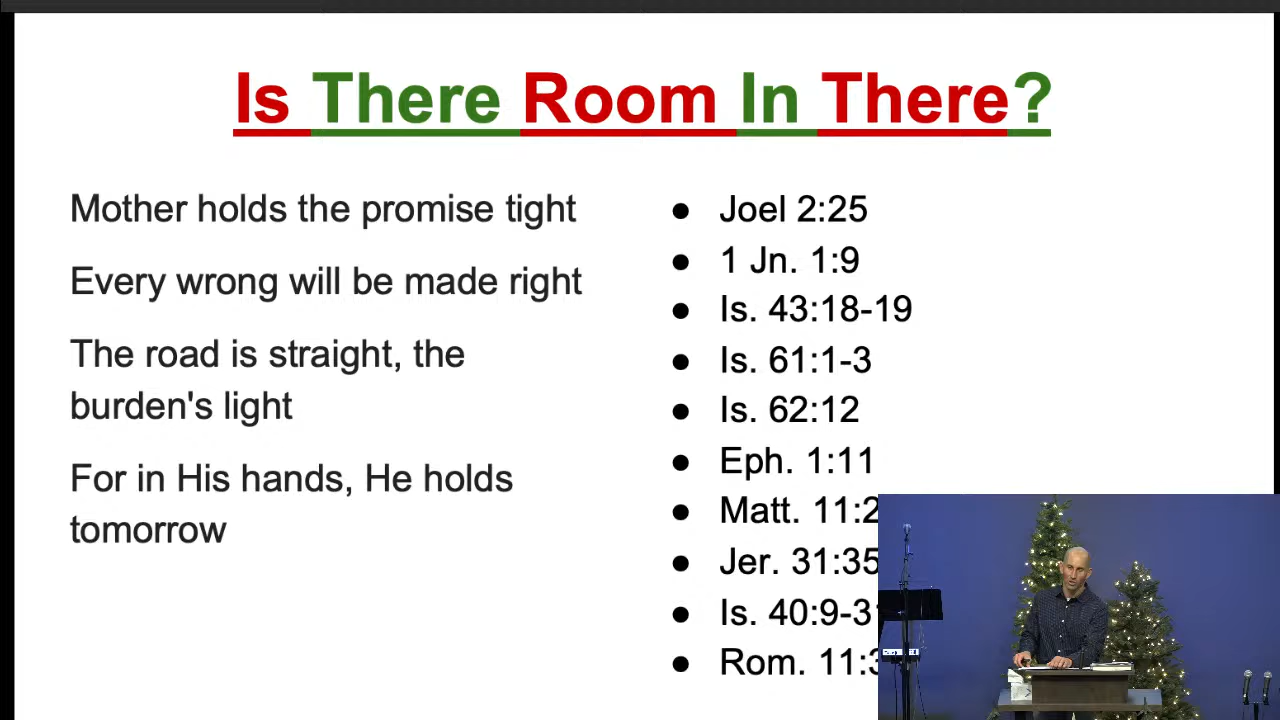 Is There Room In There?
Mother holds the promise tight
Every wrong will be made right
The road is straight, the
burden's light
For in His hands, He holds
tomorrow
● Joel 2:25
● 1 Jn. 1:9
● Is. 43:18-19
● Is. 61:1-3
● Is. 62:12
● Eph. 1:11
● Matt. 11:2
● Jer. 31:35
● Is. 40:9-3
● Rom. 11:3